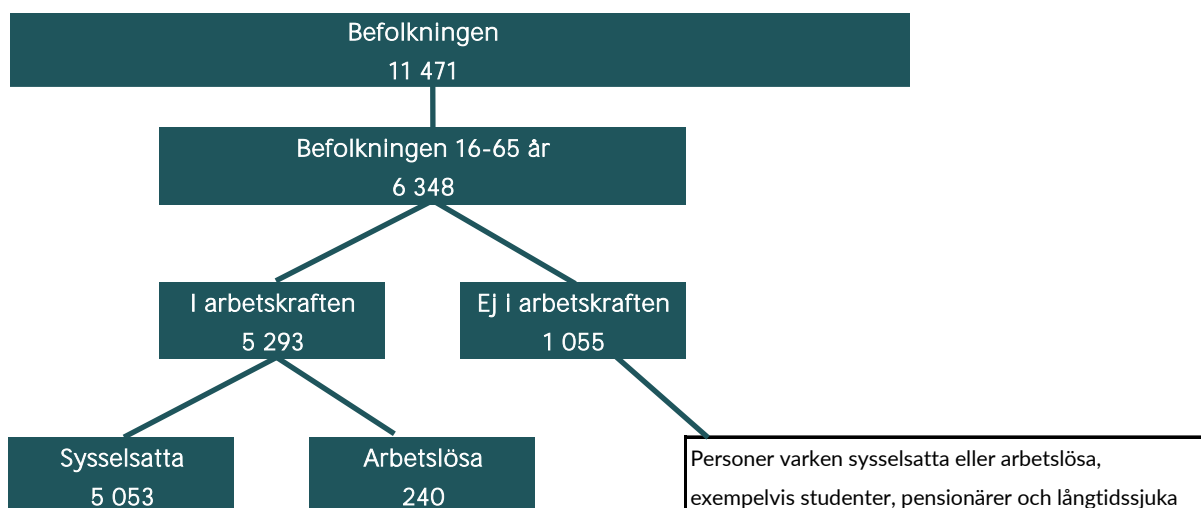 Befolkningen
11 471
Befolkningen 16-65 år
6 348
I arbetskraften
5 293
Ej i arbetskraften
1 055
Sysselsatta
5 053
Arbetslösa
240
Personer varken sysselsatta eller arbetslösa,
exempelvis studenter, pensionärer och långtidssjuka